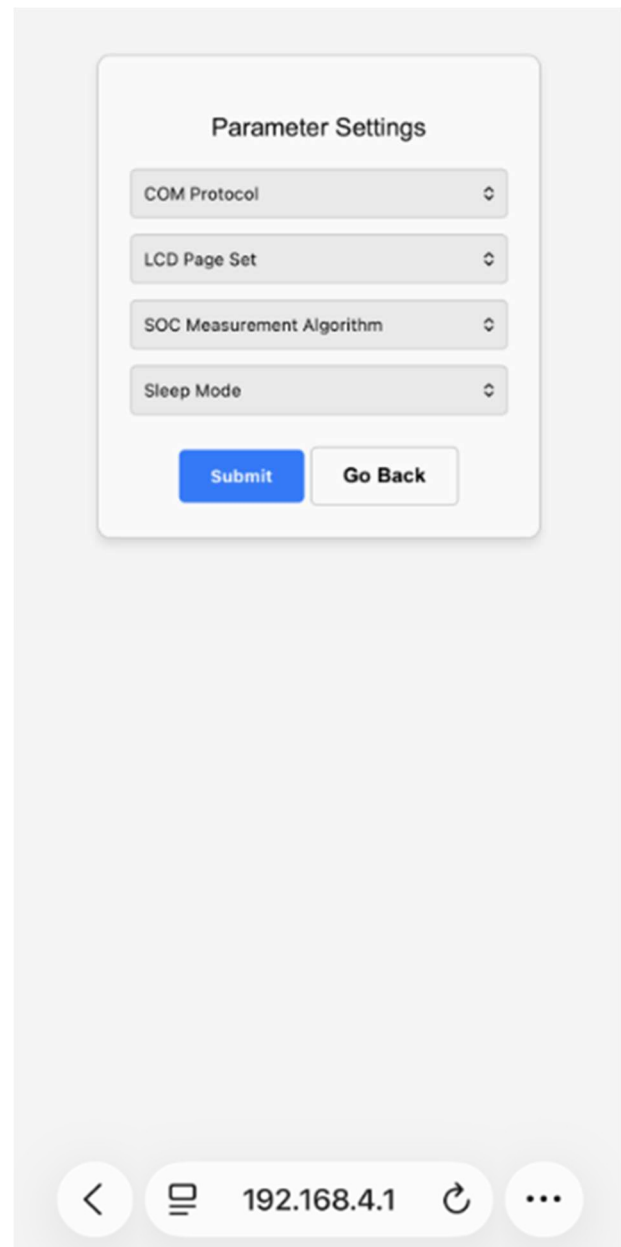 Parameter Settings
COM Protocol
LCD Page Set
SOC Measurement Algorithm
Sleep Mode
Submit Go Back
192.168.4.1